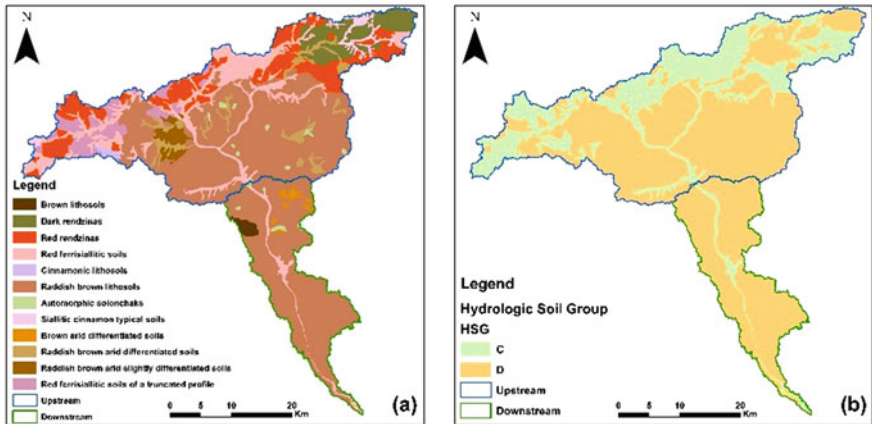 N
Legend
Brown lithosols
Dark rendzinas
Red rendzinas
Red ferrisiallitic soils
Cinnamonic lithosols
Raddish brown lithosols
Automorphic solonchaks
Siallitic cinnamon typical soils
Brown arid differentiated soils
Raddish brown arid differentiated soils
Raddish brown arid slightly differentiated soils
Red ferrisiallitic soils of a truncated profile
Upstream
Downstream
0 5 10 20
Km
(a)
N
Legend
Hydrologic Soil Group
HSG
C
D
Upstream
Downstream
0 5 10 20
Km
(b)